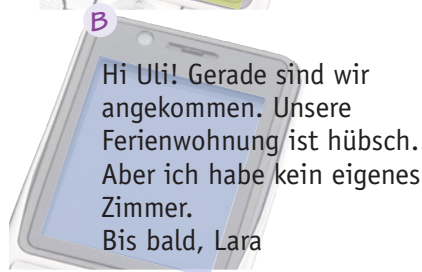 B
Hi Uli! Gerade sind wir
angekommen. Unsere
Ferienwohnung ist hübsch.
Aber ich habe kein eigenes
Zimmer.
Bis bald, Lara